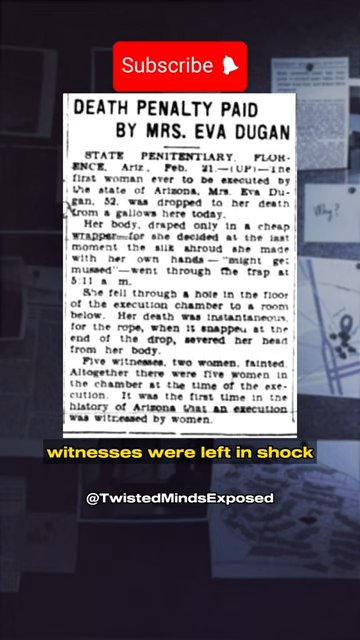 Subscribe
DEATH PENALTY PAID
BY MRS. EVA DUGAN
STATE PENITENTIARY, FLOR-
ENCE, Ariz., Feb. 21.—(UP)—The
first woman ever to be executed by
the state of Arizona, Mrs. Eva Du-
gan, 52, was dropped to her death
from a gallows here today.
Her body, draped only in a cheap
wrapper—for she decided at the last
moment the silk shroud she made
with her own hands—"might get
mussed"—went through the trap at
5:11 a. m.
She fell through a hole in the floor
of the execution chamber to a room
below. Her death was instantaneous,
for the rope, when it snapped at the
end of the drop, severed her head
from her body.
Five witnesses, two women, fainted.
Altogether there were five women in
the chamber at the time of the exe-
cution. It was the first time in the
history of Arizona that an execution
was witnessed by women.
Why?
witnesses were left in shock
@TwistedMindsExposed